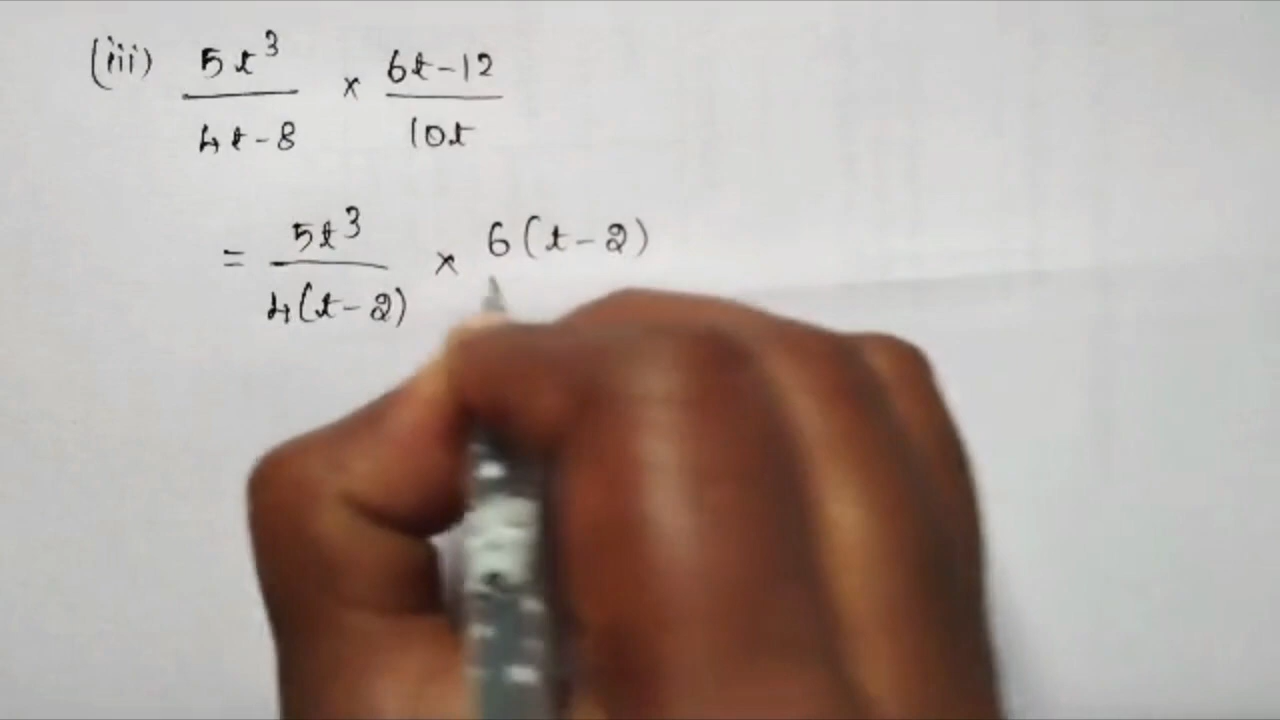 (iii) 5t³/4t-8 × 6t-12/10t
= 5t³/4(t-2) × 6(t-2)